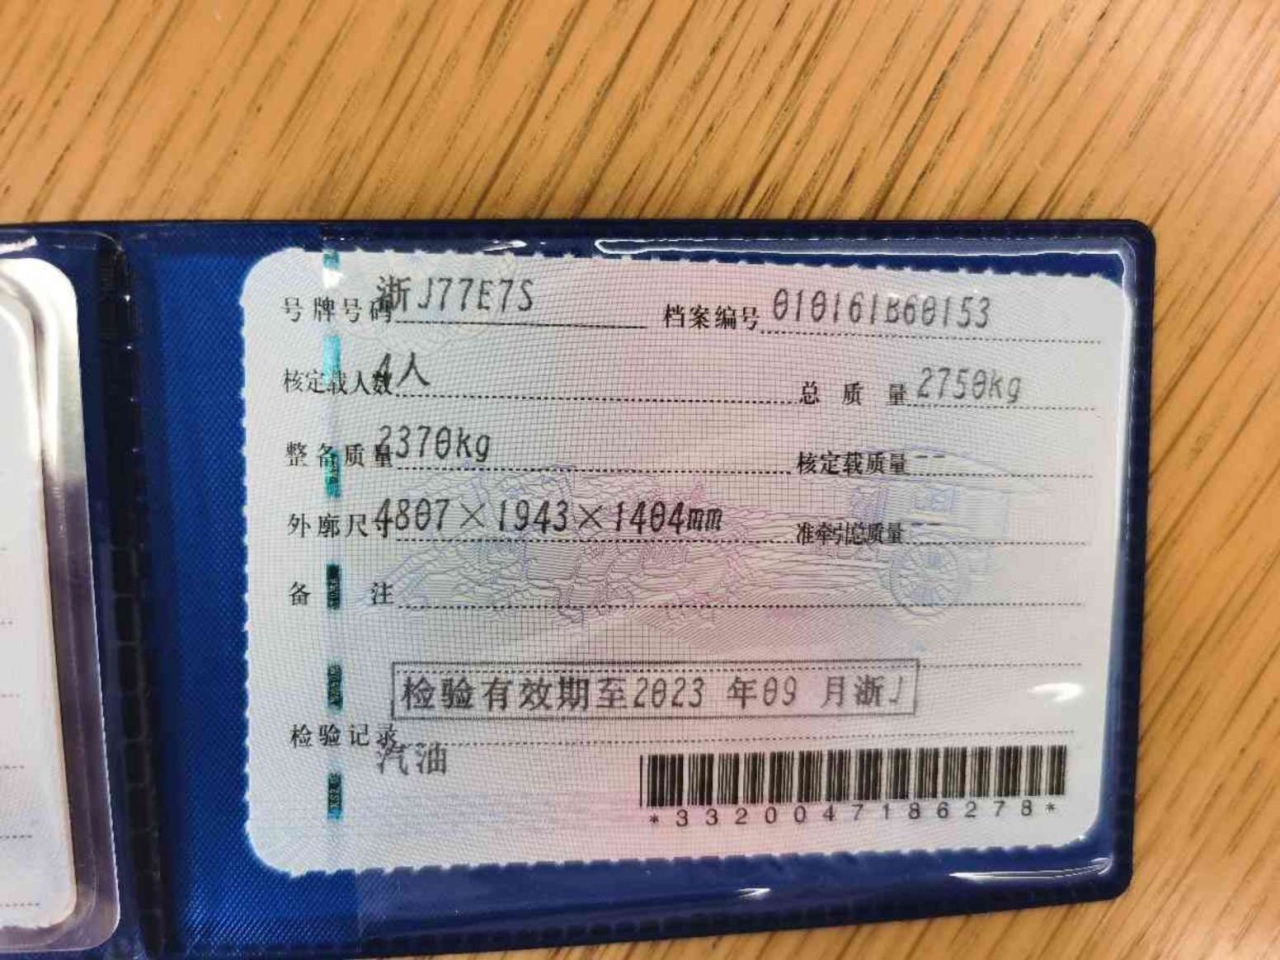 号牌号码 浙J77E7S 档案编号 010161B60153
核定载人数 4人 总质量 2750kg
整备质量 2370kg 核定载质量 --
外廓尺寸 4807×1943×1404mm 准牵引总质量 --
备注
检验有效期至2023年09月浙J
检验记录
汽油
*3320047186278*